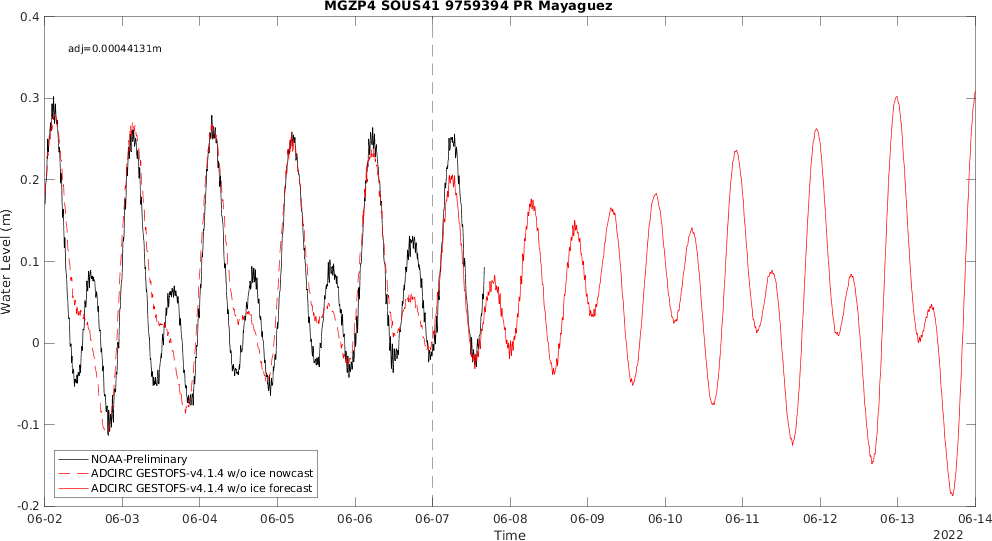 MGZP4 SOUS41 9759394 PR Mayaguez
0.4
adj=0.00044131m
0.3
0.2
0.1
0
-0.1
-0.2
Water Level (m)
NOAA-Preliminary
ADCIRC GESTOFS-v4.1.4 w/o ice nowcast
ADCIRC GESTOFS-v4.1.4 w/o ice forecast
06-02 06-03 06-04 06-05 06-06 06-07 06-08 06-09 06-10 06-11 06-12 06-13 06-14
Time
2022